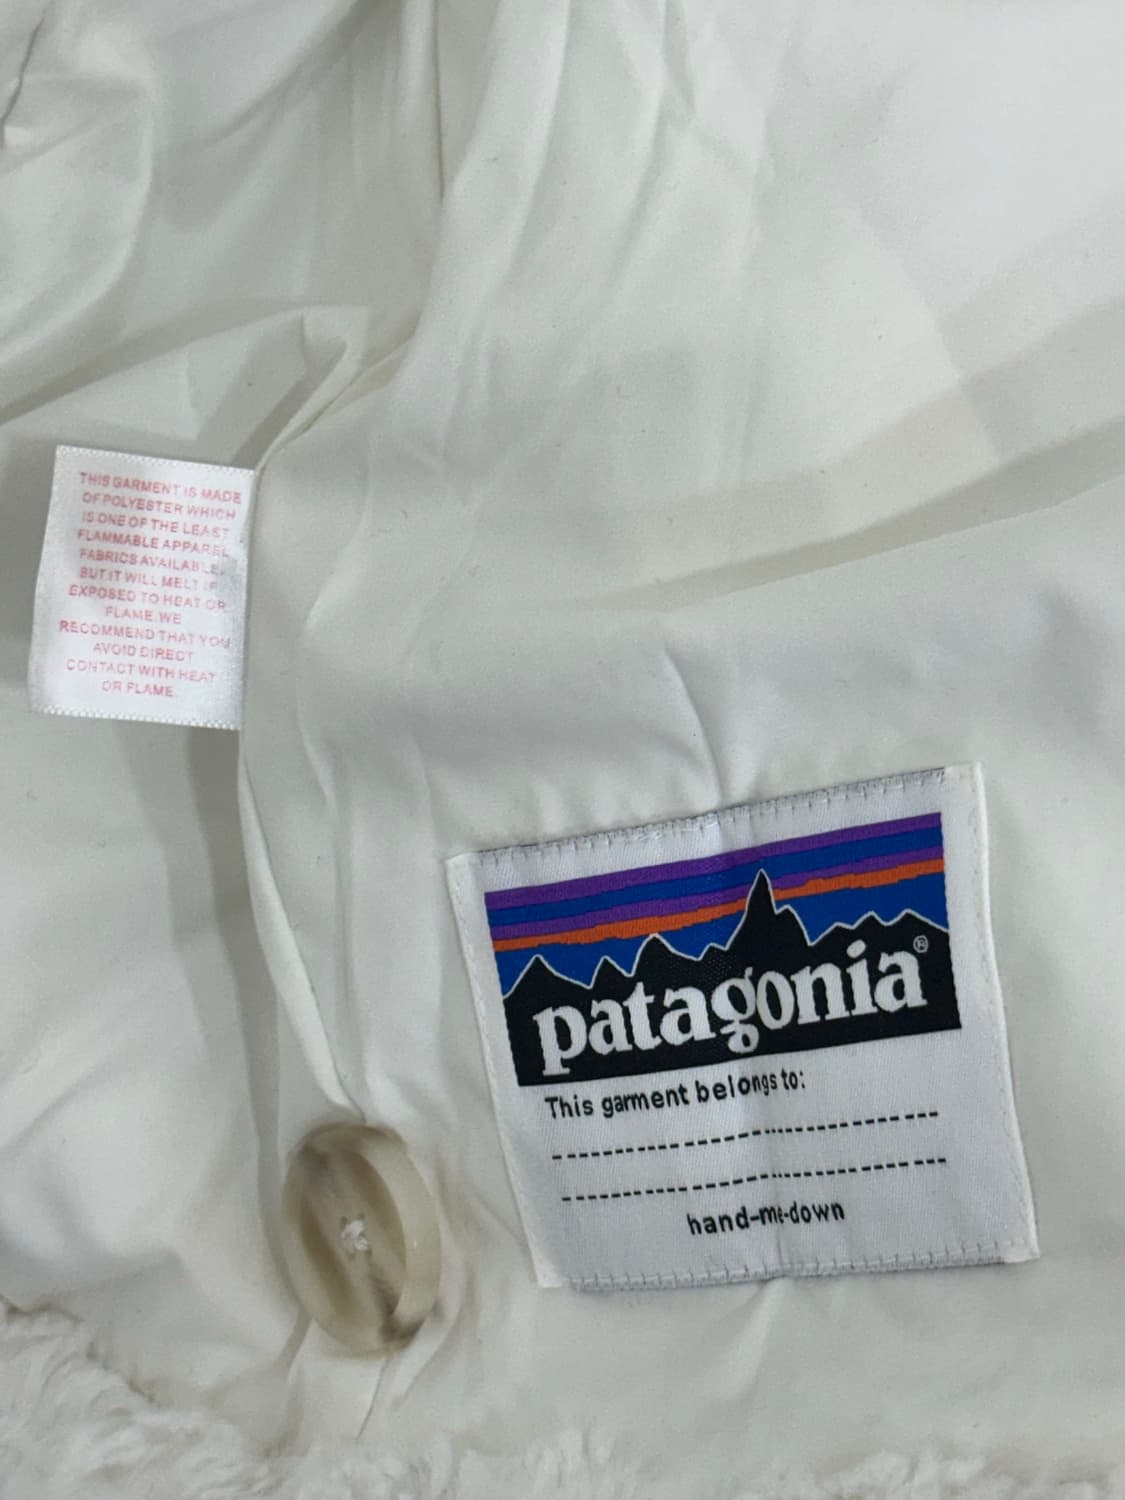 THIS GARMENT IS MADE
OF POLYESTER WHICH
IS ONE OF THE LEAST
FLAMMABLE APPAREL
FABRICS AVAILABLE.
BUT IT WILL MELT IF
EXPOSED TO HEAT OR
FLAME.WE
RECOMMEND THAT YOU
AVOID DIRECT
CONTACT WITH HEAT
OR FLAME.
patagonia®
This garment belongs to:
hand-me-down